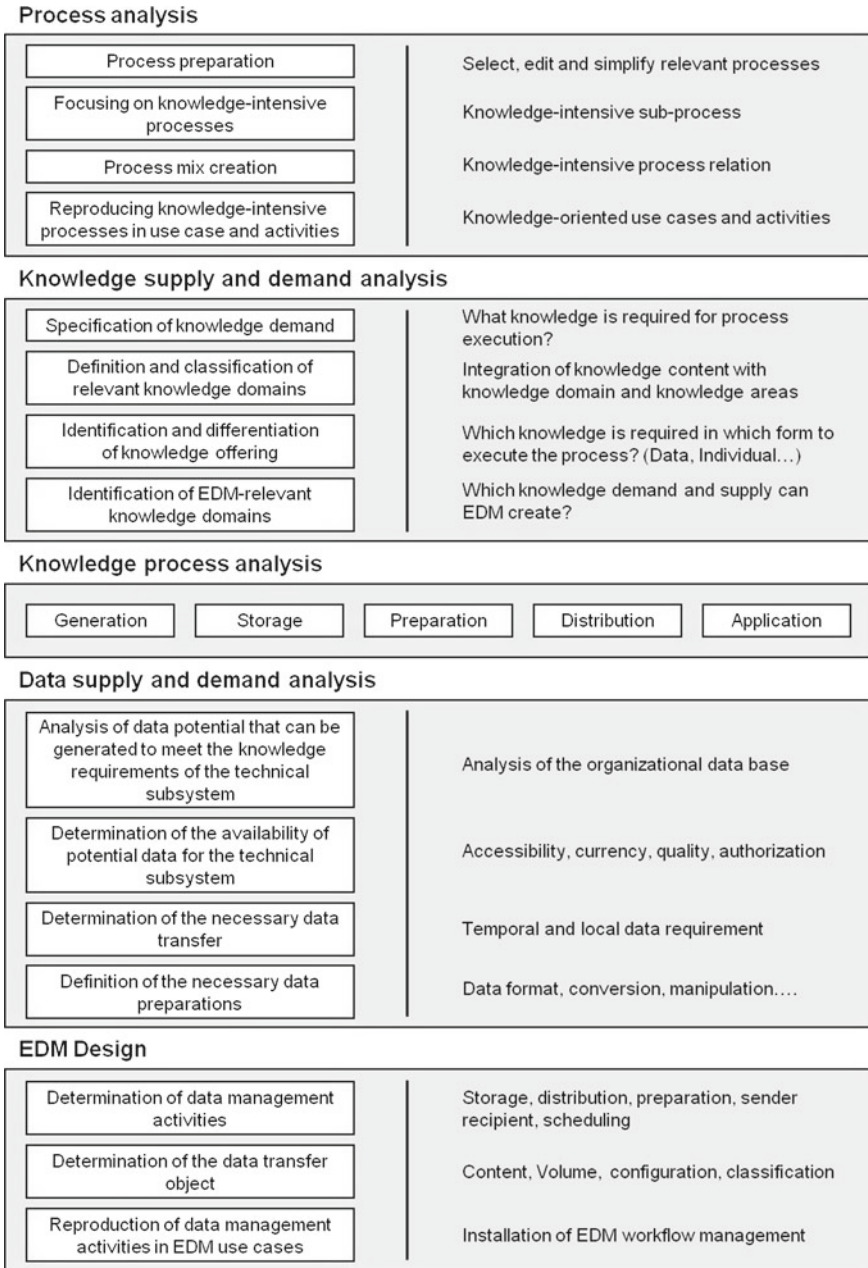 Process analysis
Process preparation
Select, edit and simplify relevant processes
Focusing on knowledge-intensive
processes
Knowledge-intensive sub-process
Process mix creation
Knowledge-intensive process relation
Reproducing knowledge-intensive
processes in use case and activities
Knowledge-oriented use cases and activities
Knowledge supply and demand analysis
Specification of knowledge demand
What knowledge is required for process
execution?
Definition and classification of
relevant knowledge domains
Integration of knowledge content with
knowledge domain and knowledge areas
Identification and differentiation
of knowledge offering
Which knowledge is required in which form to
execute the process? (Data, Individual…)
Identification of EDM-relevant
knowledge domains
Which knowledge demand and supply can
EDM create?
Knowledge process analysis
Generation
Storage
Preparation
Distribution
Application
Data supply and demand analysis
Analysis of data potential that can be
generated to meet the knowledge
requirements of the technical
subsystem
Analysis of the organizational data base
Determination of the availability of
potential data for the technical
subsystem
Accessibility, currency, quality, authorization
Determination of the necessary data
transfer
Temporal and local data requirement
Definition of the necessary data
preparations
Data format, conversion, manipulation….
EDM Design
Determination of data management
activities
Storage, distribution, preparation, sender
recipient, scheduling
Determination of the data transfer
object
Content, Volume, configuration, classification
Reproduction of data management
activities in EDM use cases
Installation of EDM workflow management